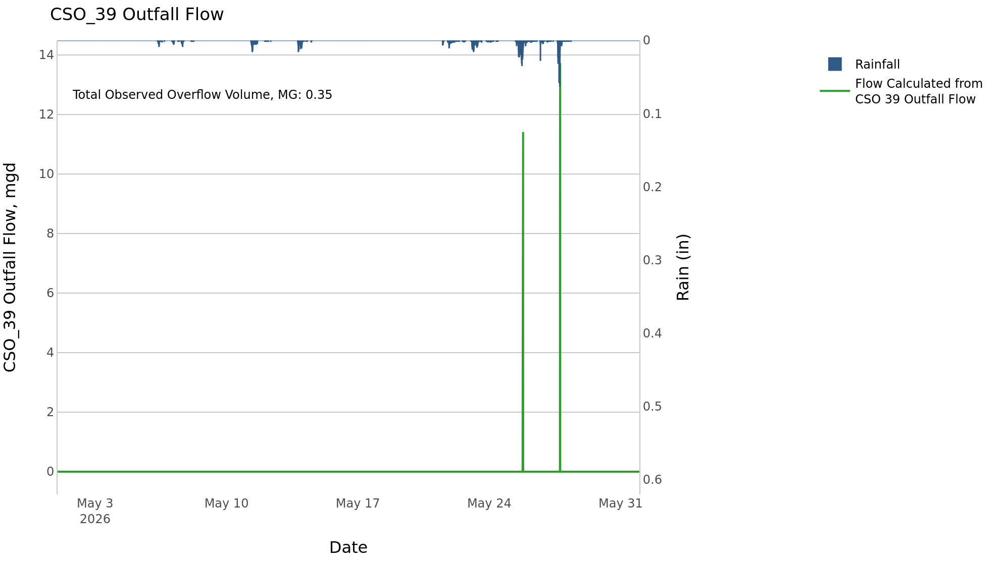 CSO_39 Outfall Flow
14
12
10
8
6
4
2
0
CSO_39 Outfall Flow, mgd
Total Observed Overflow Volume, MG: 0.35
0
0.1
0.2
0.3
0.4
0.5
0.6
Rain (in)
May 3
2026
May 10
May 17
May 24
May 31
Date
Rainfall
Flow Calculated from
CSO 39 Outfall Flow